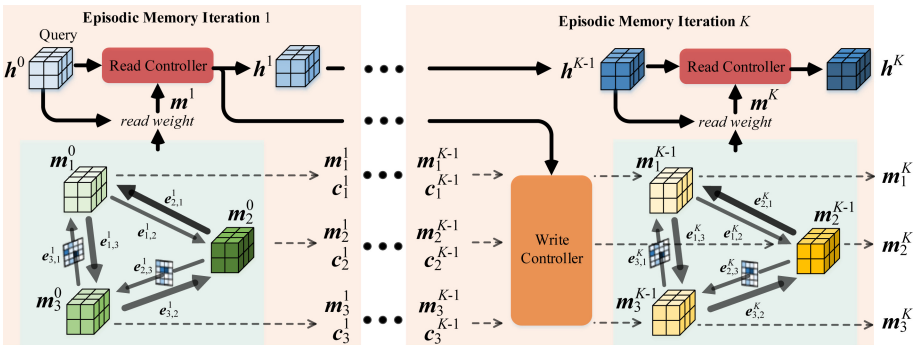 Episodic Memory Iteration 1
Query
h^0
Read Controller
h^1
m^1
read weight
m_1^0
m_2^0
m_3^0
e_{2,1}^1
e_{1,2}^1
e_{1,3}^1
e_{3,1}^1
e_{2,3}^1
e_{3,2}^1
m_1^1
c_1^1
m_2^1
c_2^1
m_3^1
c_3^1
Episodic Memory Iteration K
h^{K-1}
Read Controller
h^K
m^K
read weight
m_1^{K-1}
c_1^{K-1}
m_2^{K-1}
c_2^{K-1}
m_3^{K-1}
c_3^{K-1}
Write
Controller
m_1^{K-1}
m_2^{K-1}
m_3^{K-1}
e_{2,1}^K
e_{1,2}^K
e_{1,3}^K
e_{3,1}^K
e_{2,3}^K
e_{3,2}^K
m_1^K
m_2^K
m_3^K